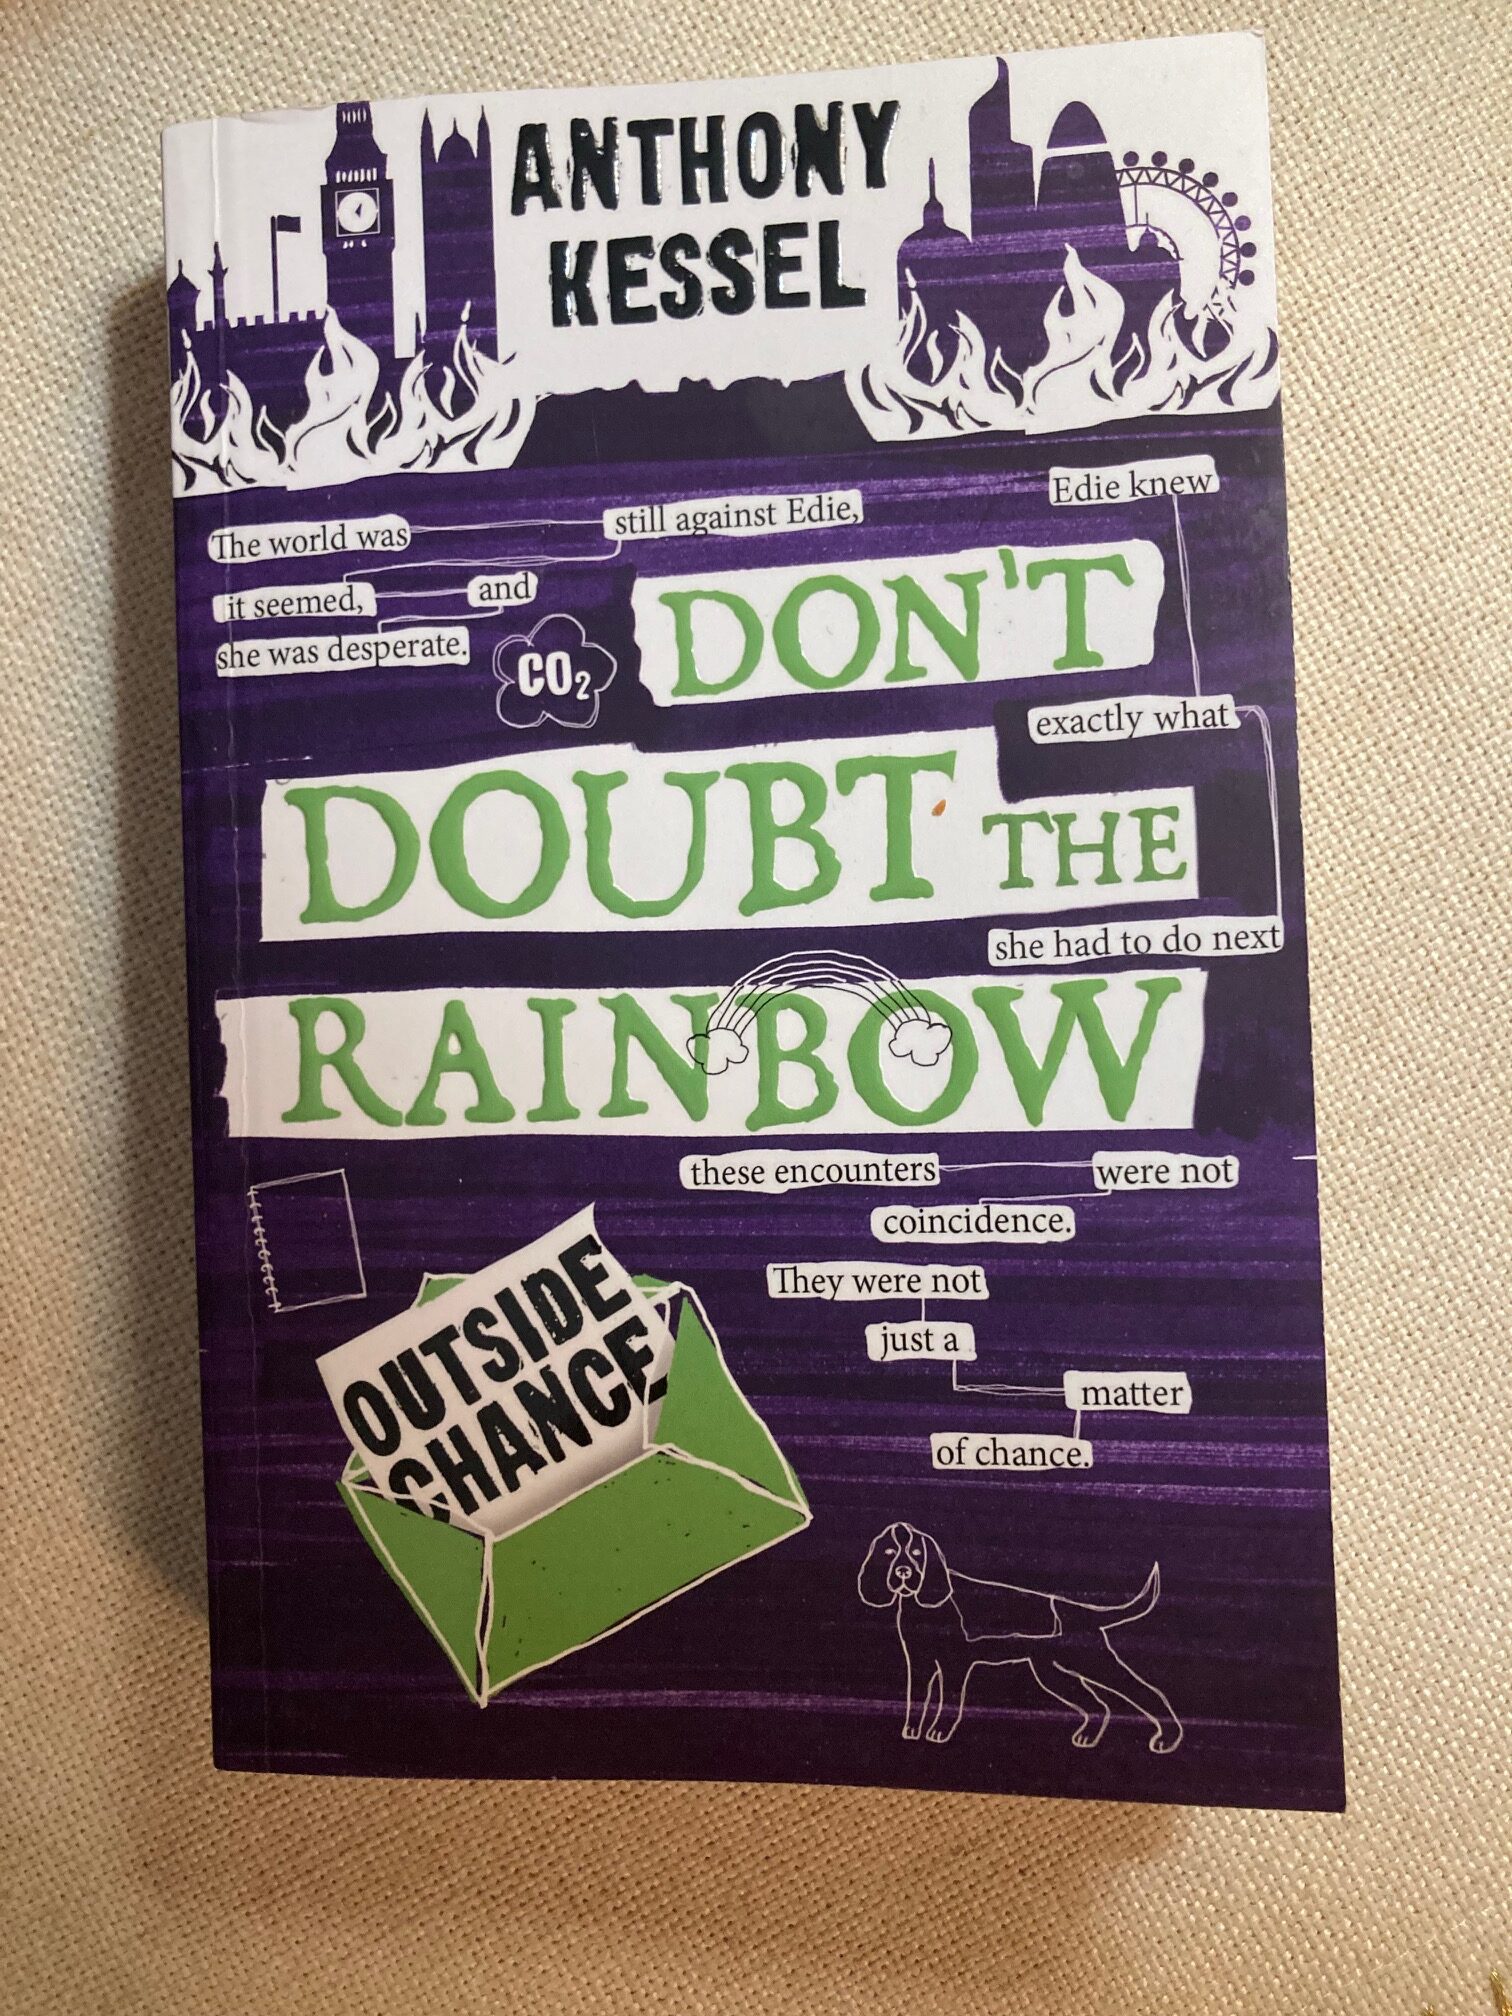 ANTHONY
KESSEL
The world was still against Edie,
it seemed, and
she was desperate.
CO₂
Edie knew
exactly what
she had to do next
DON'T
DOUBT THE
RAINBOW
these encounters were not
coincidence.
They were not
just a
matter
of chance.
OUTSIDE
CHANCE